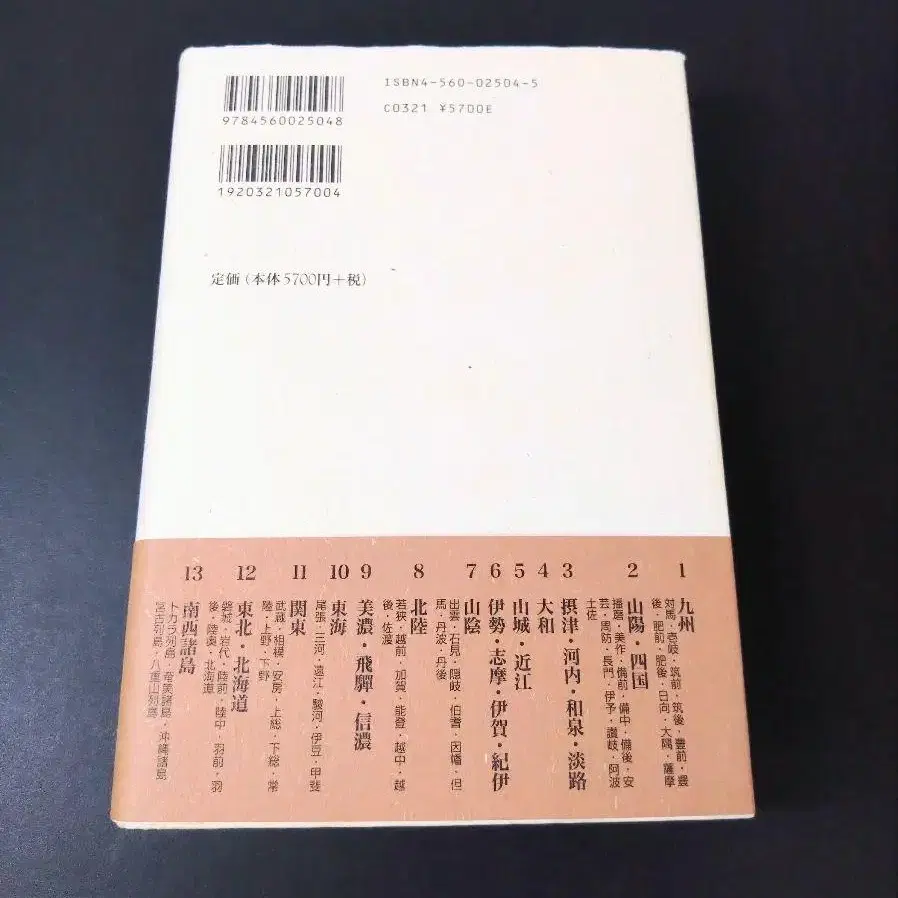 9784560025048
ISBN4-560-02504-5
C0321 ¥5700E
1920321057004
定価(本体5700円+税)
1 九州
対馬・壱岐・筑前・筑後・豊前・豊
後・肥前・肥後・日向・大隅・薩摩
2 山陽・四国
播磨・美作・備前・備中・備後・安
芸・周防・長門・伊予・讃岐・阿波
土佐
3 摂津・河内・和泉・淡路
4 大和
5 山城・近江
6 伊勢・志摩・伊賀・紀伊
7 山陰
出雲・石見・隠岐・伯耆・因幡・但
馬・丹波・丹後
8 北陸
若狭・越前・加賀・能登・越中・越
後・佐渡
9 美濃・飛驒・信濃
10 東海
尾張・三河・遠江・駿河・伊豆・甲斐
11 関東
武蔵・相模・安房・上総・下総・常
陸・上野・下野
12 東北・北海道
磐城・岩代・陸前・陸中・羽前・羽
後・陸奥・北海道
13 南西諸島
トカラ列島・奄美諸島・沖縄諸島
宮古列島・八重山列島